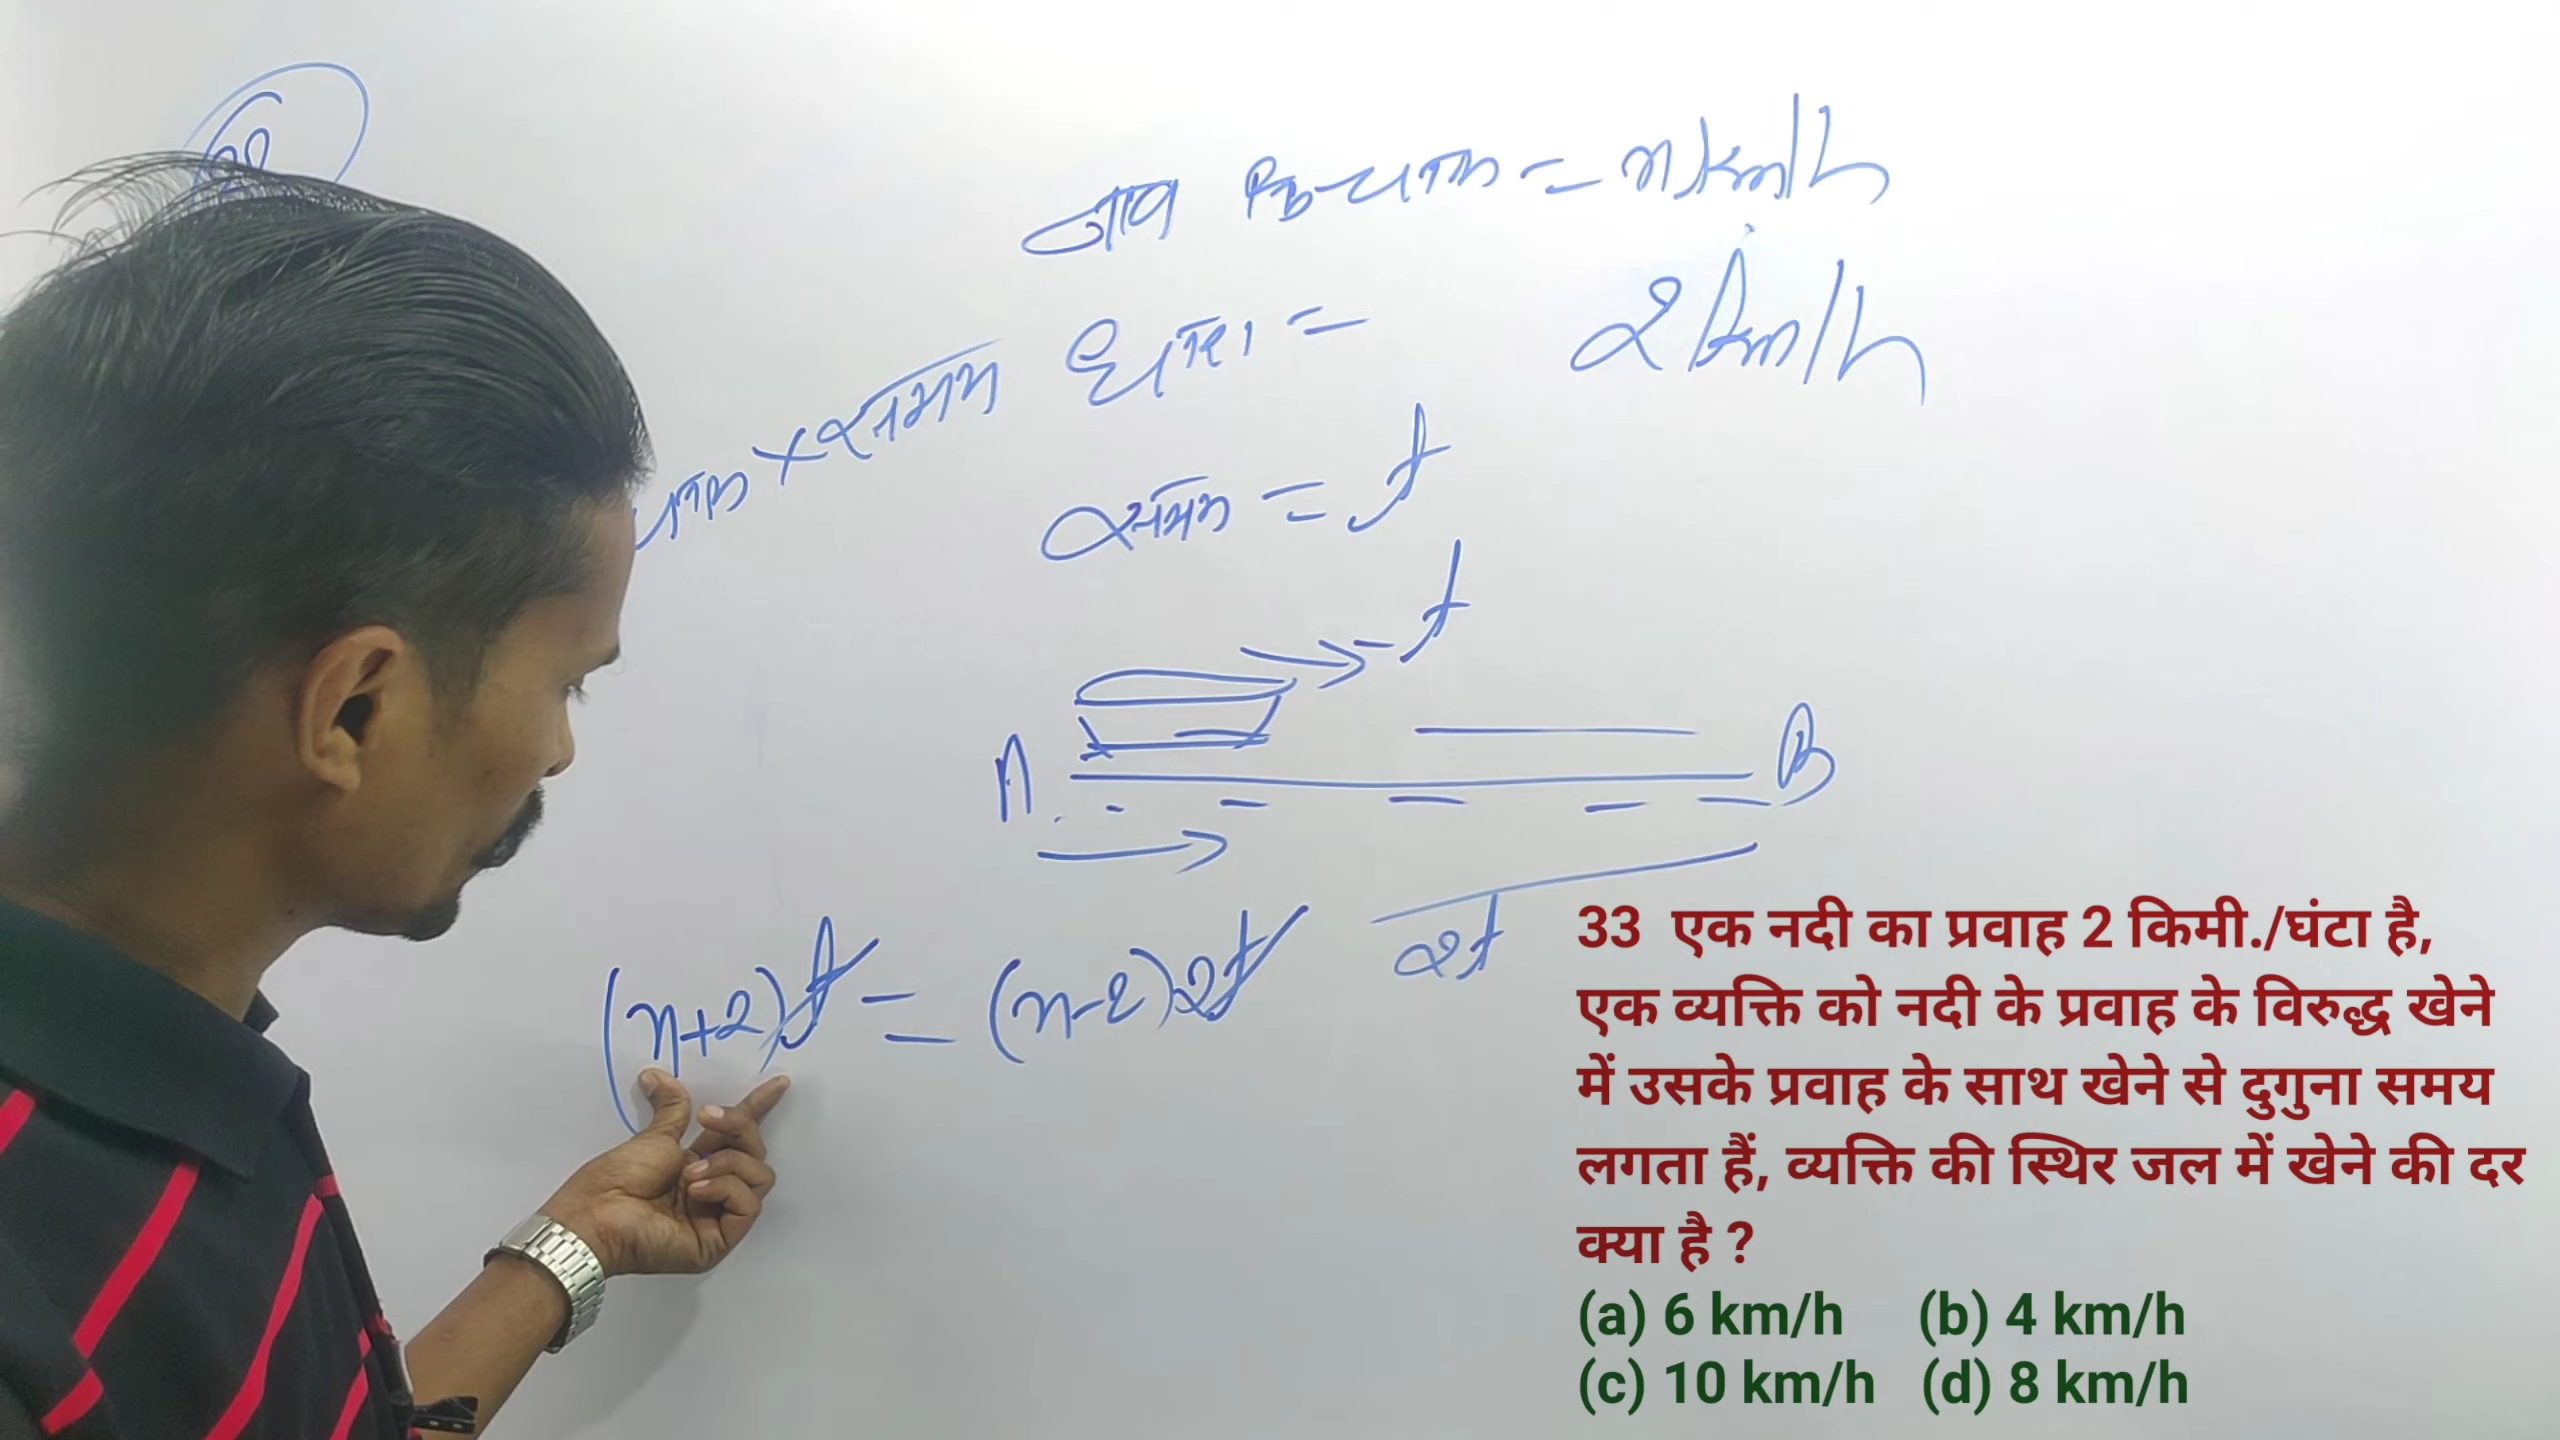 नाव कि चाल = x km/h
धारा = 2 km/h
चाल × समय
समय = t
t
A B
2t
(x+2)t = (x-2)2t
33 एक नदी का प्रवाह 2 किमी./घंटा है,
एक व्यक्ति को नदी के प्रवाह के विरुद्ध खेने
में उसके प्रवाह के साथ खेने से दुगुना समय
लगता हैं, व्यक्ति की स्थिर जल में खेने की दर
क्या है ?
(a) 6 km/h (b) 4 km/h
(c) 10 km/h (d) 8 km/h